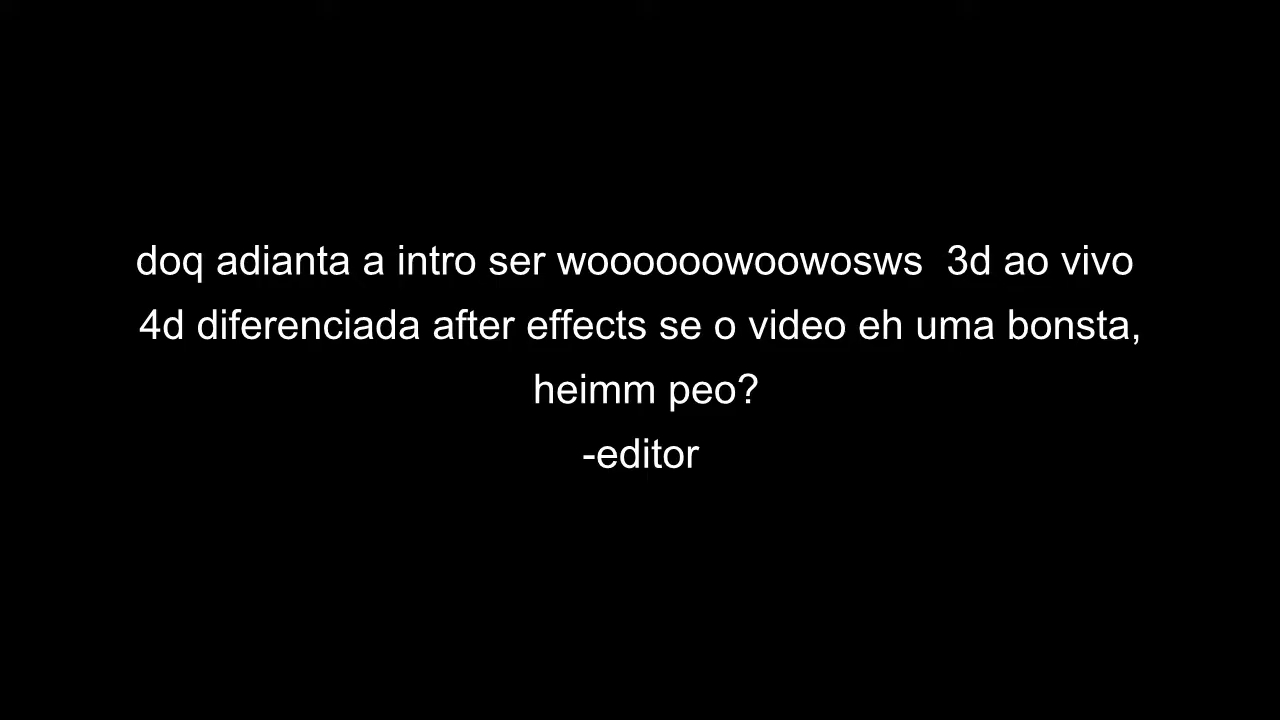 doq adianta a intro ser woooooowoowosws 3d ao vivo
4d diferenciada after effects se o video eh uma bonsta,
heimm peo?
-editor